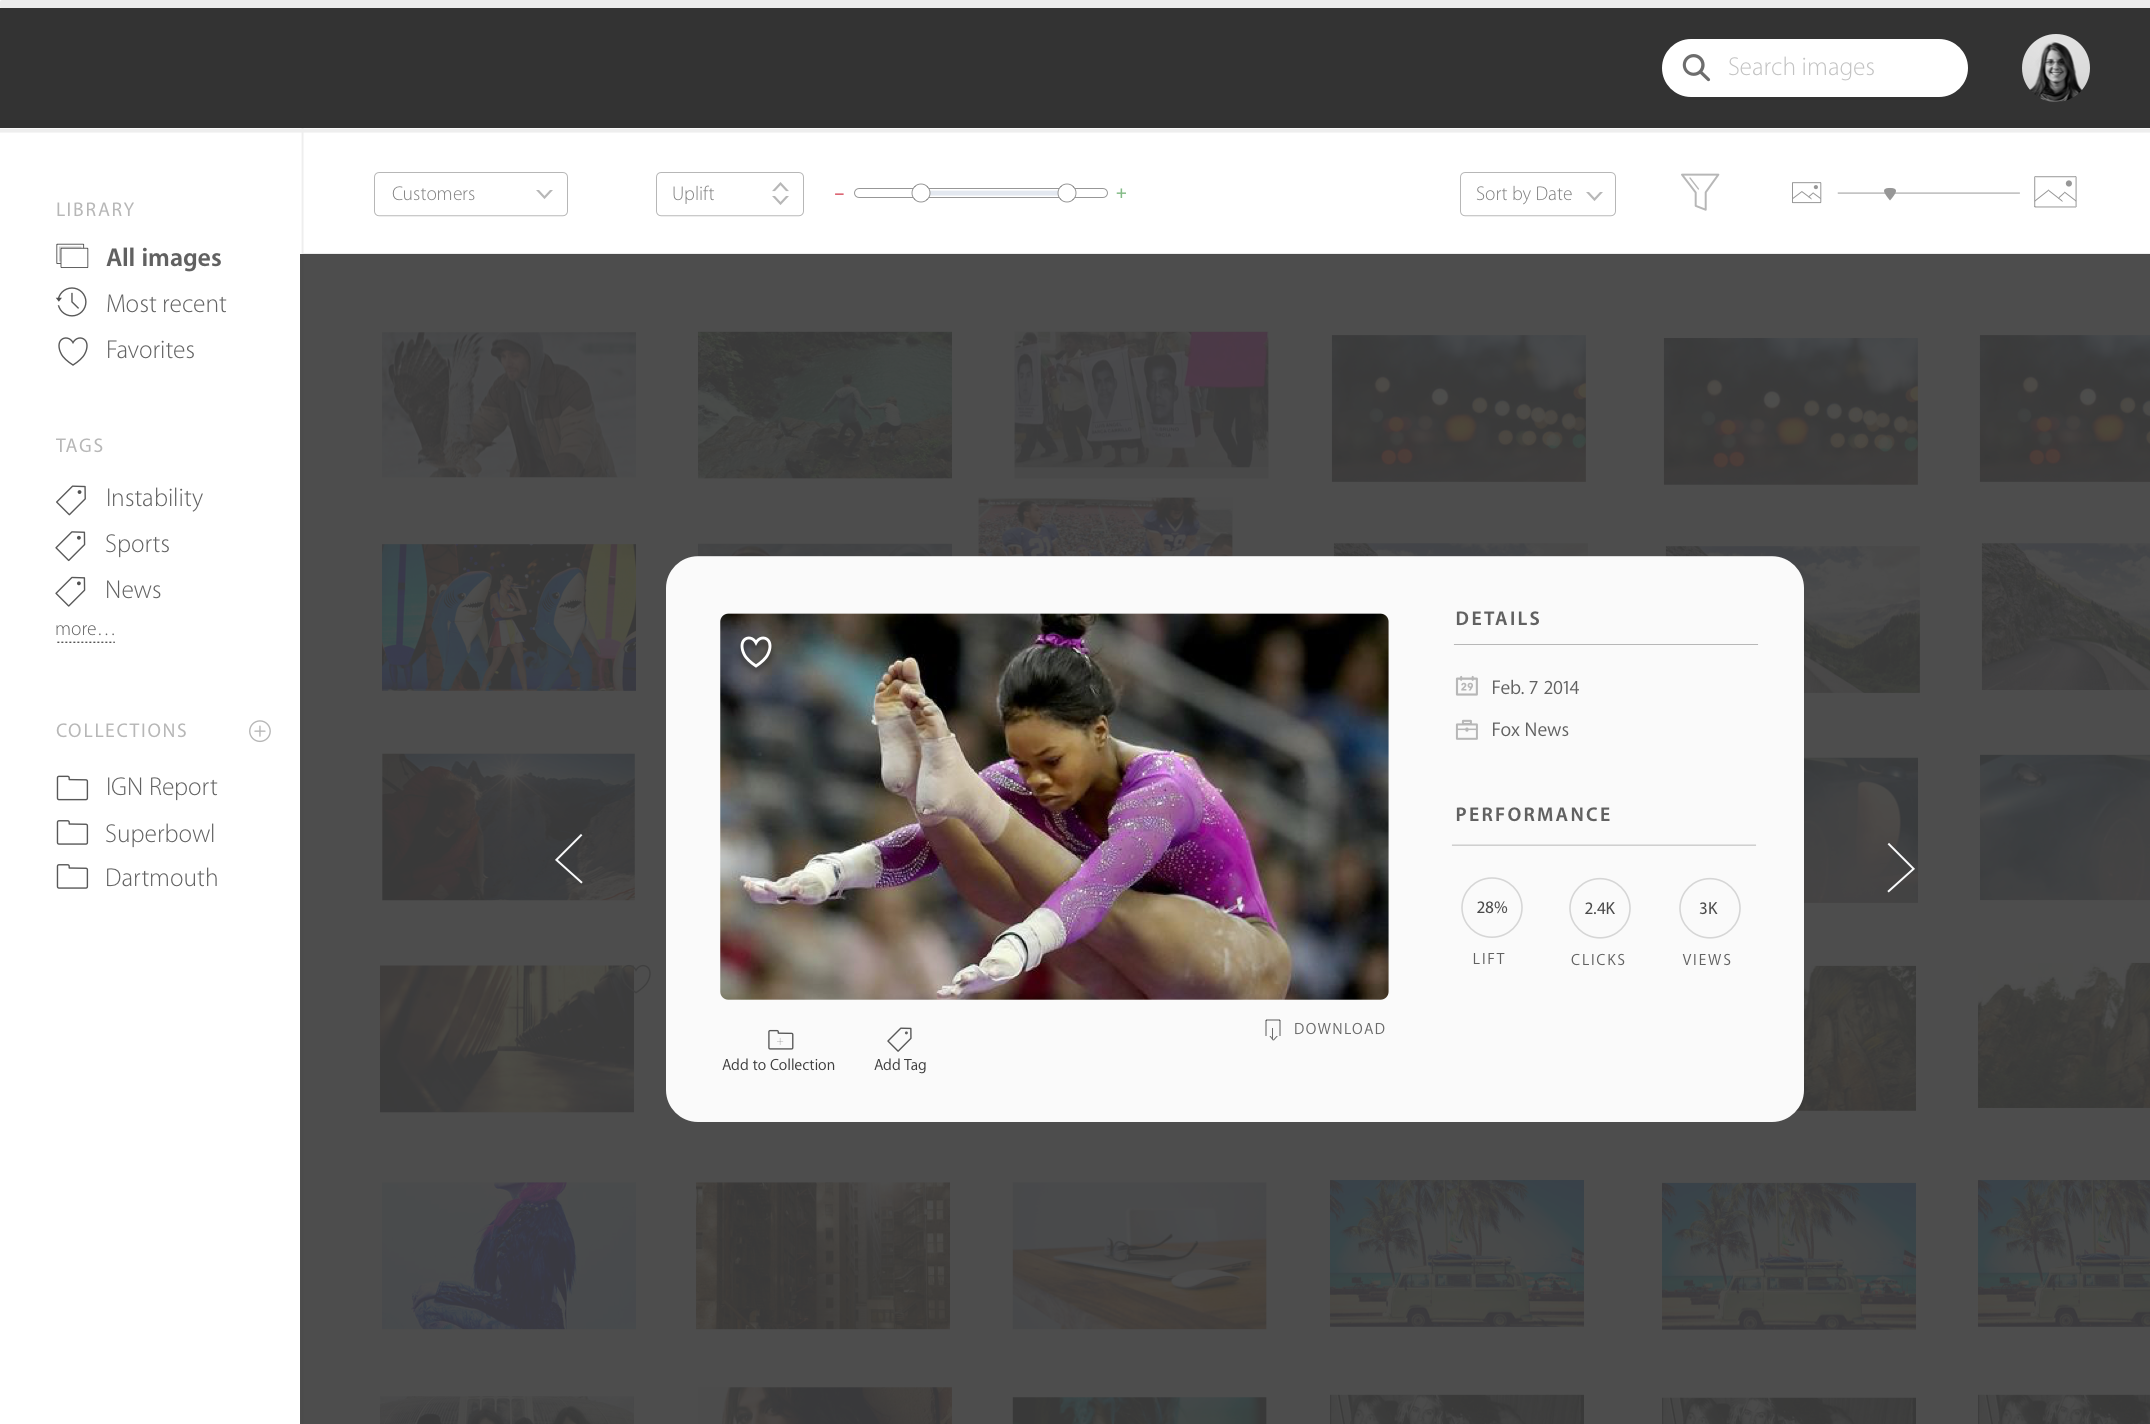 Search images
Customers
Uplift
Sort by Date
LIBRARY
All images
Most recent
Favorites
TAGS
Instability
Sports
News
more...
COLLECTIONS
IGN Report
Superbowl
Dartmouth
DETAILS
29
Feb. 7 2014
Fox News
PERFORMANCE
28%
2.4K
3K
LIFT
CLICKS
VIEWS
DOWNLOAD
Add to Collection
Add Tag